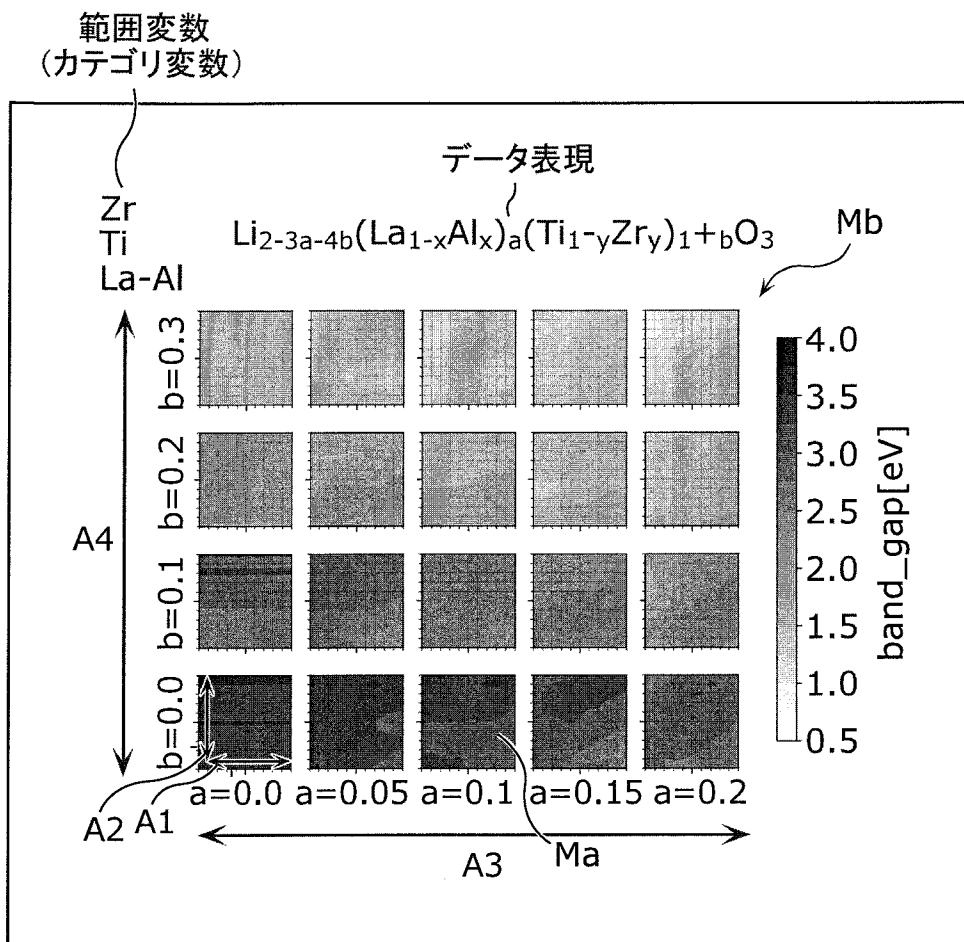 範囲変数
(カテゴリ変数)
データ表現
Zr
Ti
La-Al
Li2-3a-4b(La1-xAlx)a(Ti1-yZry)1+bO3
Mb
b=0.3
b=0.2
b=0.1
b=0.0
A4
4.0
3.5
3.0
2.5
2.0
1.5
1.0
0.5
band_gap[eV]
a=0.0 a=0.05 a=0.1 a=0.15 a=0.2
A2 A1
A3
Ma